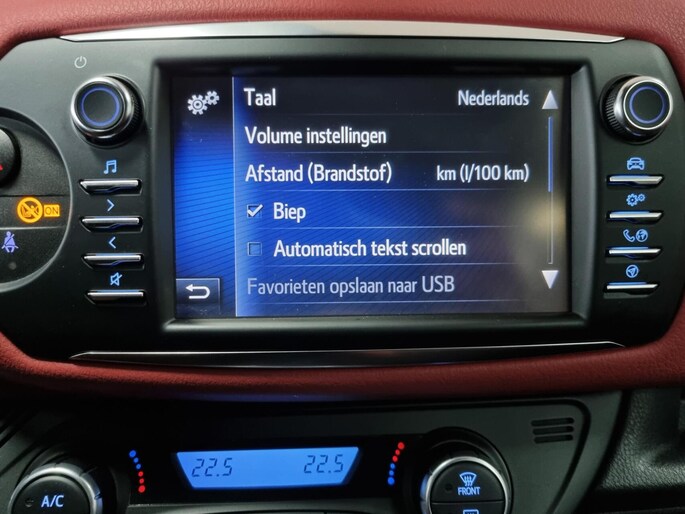 Taal Nederlands
Volume instellingen
Afstand (Brandstof) km (l/100 km)
Biep
Automatisch tekst scrollen
Favorieten opslaan naar USB
ON
22.5 22.5
A/C
FRONT